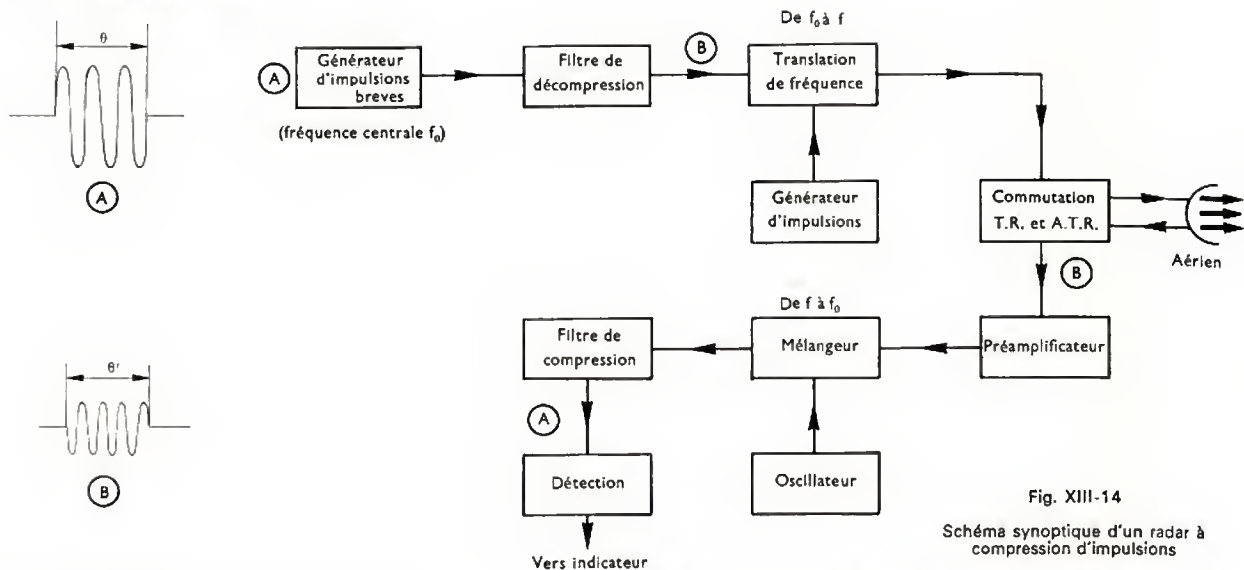 θ
A
θ'
B
A
Générateur
d'impulsions
breves
(fréquence centrale f₀)
Filtre de
décompression
B
De f₀ à f
Translation
de fréquence
Générateur
d'impulsions
Commutation
T.R. et A.T.R.
Aérien
B
Préamplificateur
De f à f₀
Mélangeur
Oscillateur
Filtre de
compression
A
Détection
Vers indicateur
Fig. XIII-14
Schéma synoptique d'un radar à
compression d'impulsions